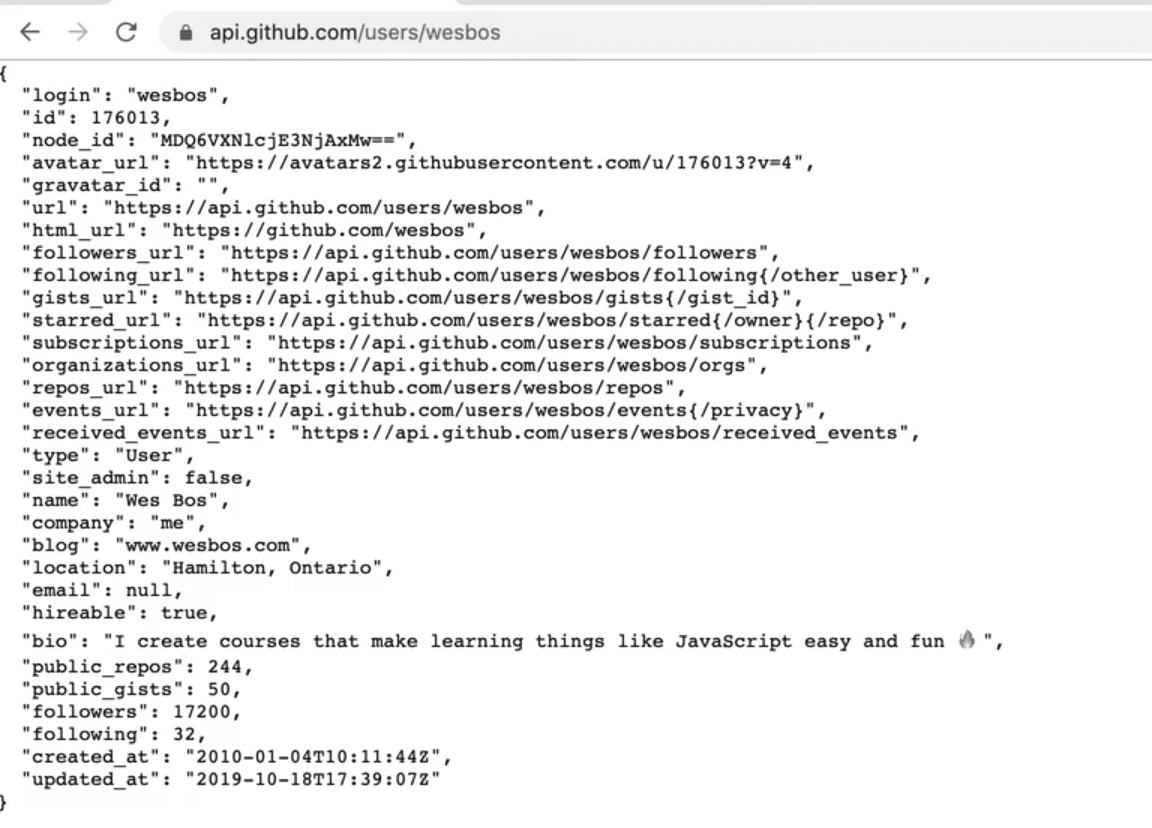 api.github.com/users/wesbos
{
"login": "wesbos",
"id": 176013,
"node_id": "MDQ6VXNlcjE3NjAxMw==",
"avatar_url": "https://avatars2.githubusercontent.com/u/176013?v=4",
"gravatar_id": "",
"url": "https://api.github.com/users/wesbos",
"html_url": "https://github.com/wesbos",
"followers_url": "https://api.github.com/users/wesbos/followers",
"following_url": "https://api.github.com/users/wesbos/following{/other_user}",
"gists_url": "https://api.github.com/users/wesbos/gists{/gist_id}",
"starred_url": "https://api.github.com/users/wesbos/starred{/owner}{/repo}",
"subscriptions_url": "https://api.github.com/users/wesbos/subscriptions",
"organizations_url": "https://api.github.com/users/wesbos/orgs",
"repos_url": "https://api.github.com/users/wesbos/repos",
"events_url": "https://api.github.com/users/wesbos/events{/privacy}",
"received_events_url": "https://api.github.com/users/wesbos/received_events",
"type": "User",
"site_admin": false,
"name": "Wes Bos",
"company": "me",
"blog": "www.wesbos.com",
"location": "Hamilton, Ontario",
"email": null,
"hireable": true,
"bio": "I create courses that make learning things like JavaScript easy and fun 🔥 ",
"public_repos": 244,
"public_gists": 50,
"followers": 17200,
"following": 32,
"created_at": "2010-01-04T10:11:44Z",
"updated_at": "2019-10-18T17:39:07Z"
}